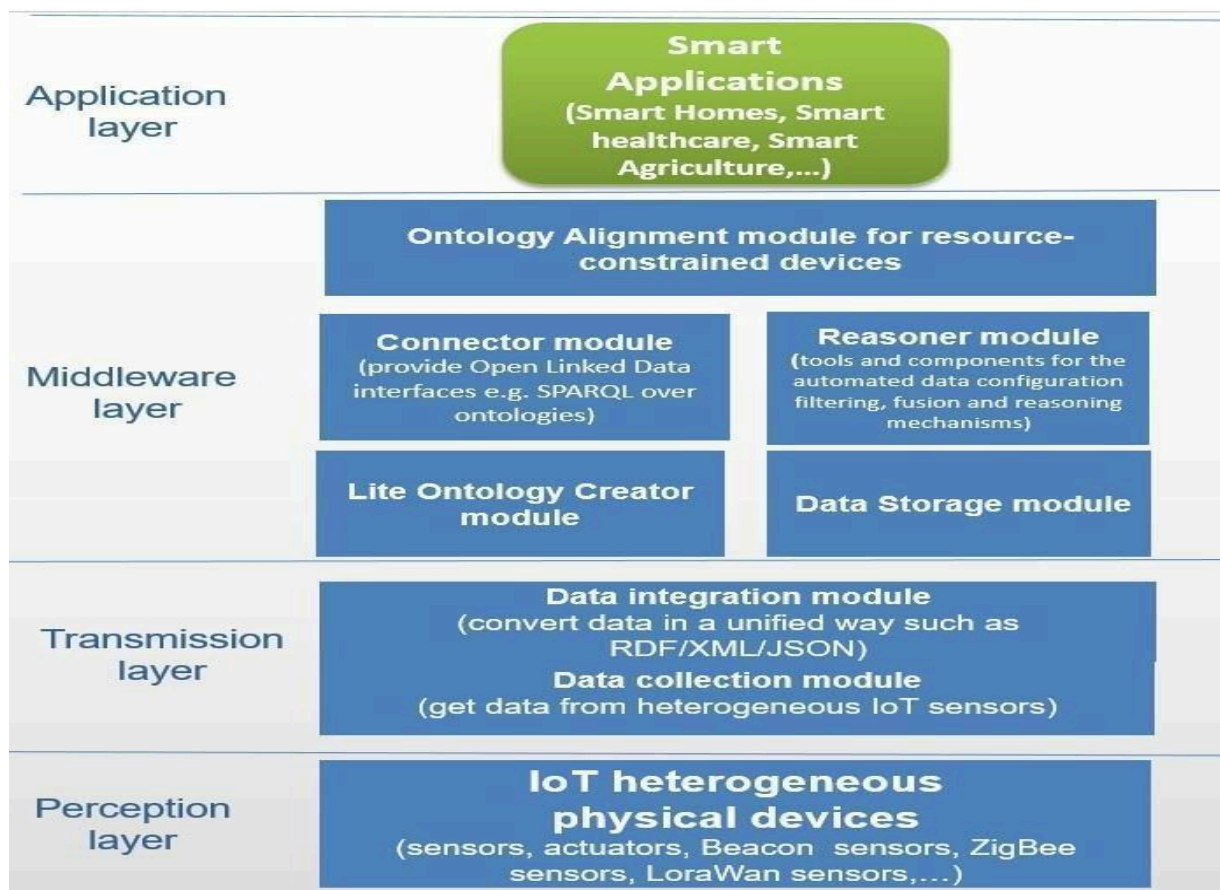 Application
layer
Smart
Applications
(Smart Homes, Smart
healthcare, Smart
Agriculture,...)
Middleware
layer
Ontology Alignment module for resource-
constrained devices
Connector module
(provide Open Linked Data
interfaces e.g. SPARQL over
ontologies)
Reasoner module
(tools and components for the
automated data configuration
filtering, fusion and reasoning
mechanisms)
Lite Ontology Creator
module
Data Storage module
Transmission
layer
Data integration module
(convert data in a unified way such as
RDF/XML/JSON)
Data collection module
(get data from heterogeneous IoT sensors)
Perception
layer
IoT heterogeneous
physical devices
(sensors, actuators, Beacon sensors, ZigBee
sensors, LoraWan sensors,...)